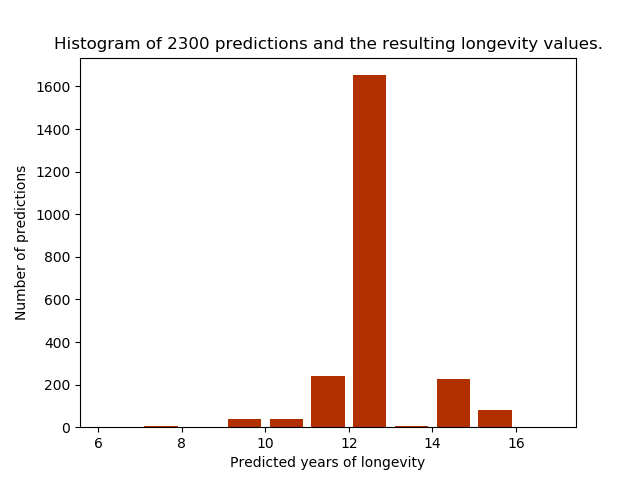 Histogram of 2300 predictions and the resulting longevity values.
Number of predictions
1600
1400
1200
1000
800
600
400
200
0
6 8 10 12 14 16
Predicted years of longevity